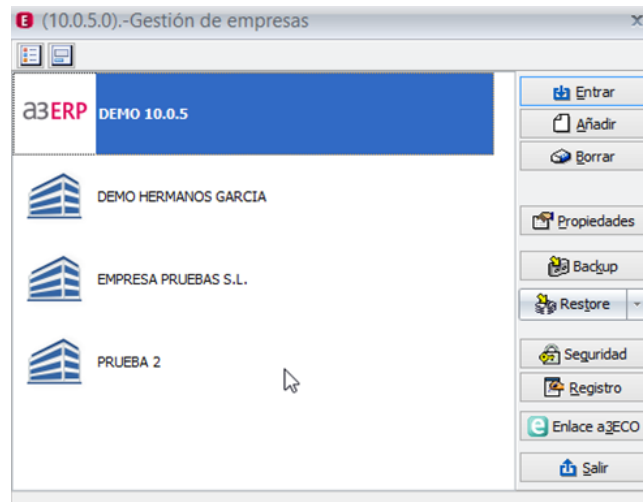 (10.0.5.0).-Gestión de empresas
a3ERP DEMO 10.0.5
DEMO HERMANOS GARCIA
EMPRESA PRUEBAS S.L.
PRUEBA 2
Entrar
Añadir
Borrar
Propiedades
Backup
Restore
Seguridad
Registro
Enlace a3ECO
Salir